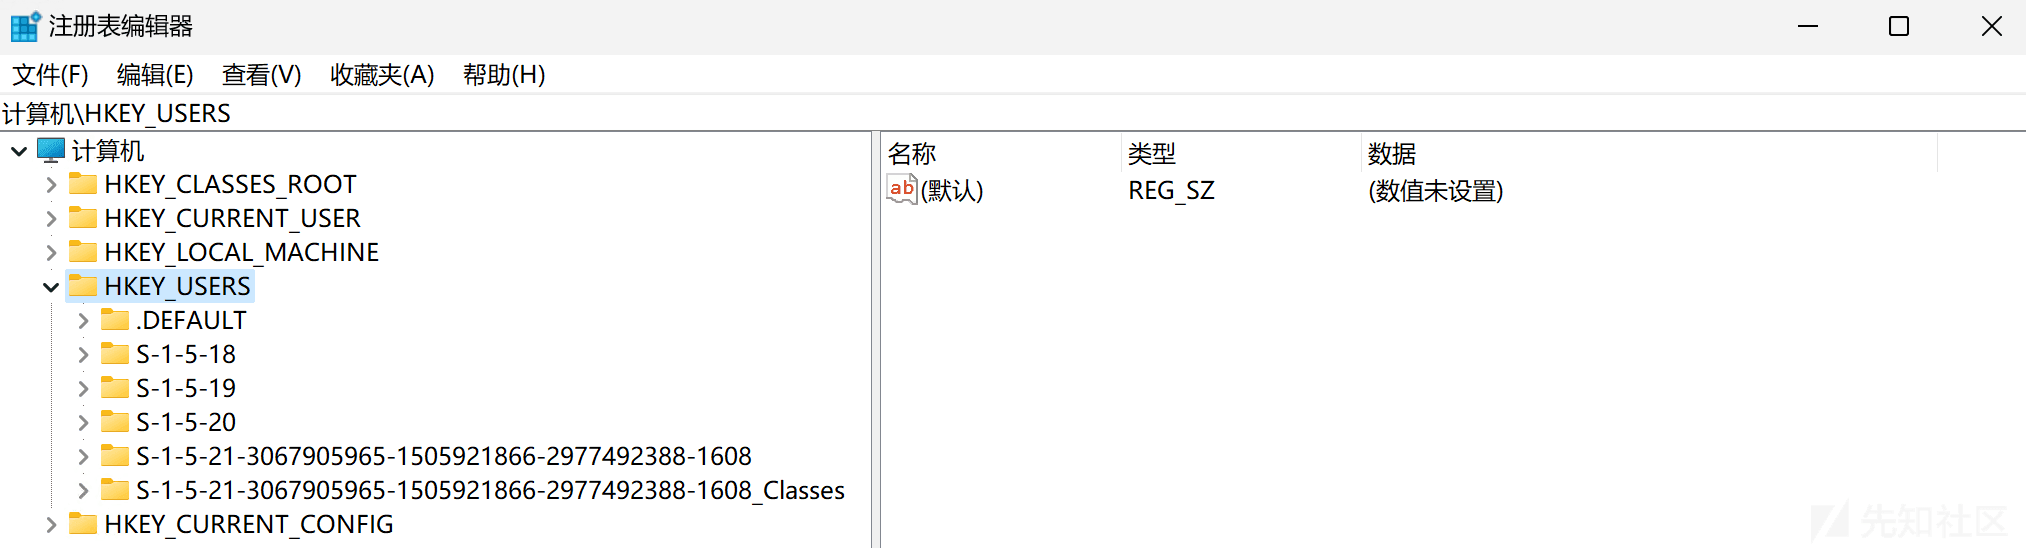 注册表编辑器
文件(F) 编辑(E) 查看(V) 收藏夹(A) 帮助(H)
计算机\HKEY_USERS
计算机
HKEY_CLASSES_ROOT
HKEY_CURRENT_USER
HKEY_LOCAL_MACHINE
HKEY_USERS
.DEFAULT
S-1-5-18
S-1-5-19
S-1-5-20
S-1-5-21-3067905965-1505921866-2977492388-1608
S-1-5-21-3067905965-1505921866-2977492388-1608_Classes
HKEY_CURRENT_CONFIG
名称 类型 数据
ab (默认) REG_SZ (数值未设置)
先知社区